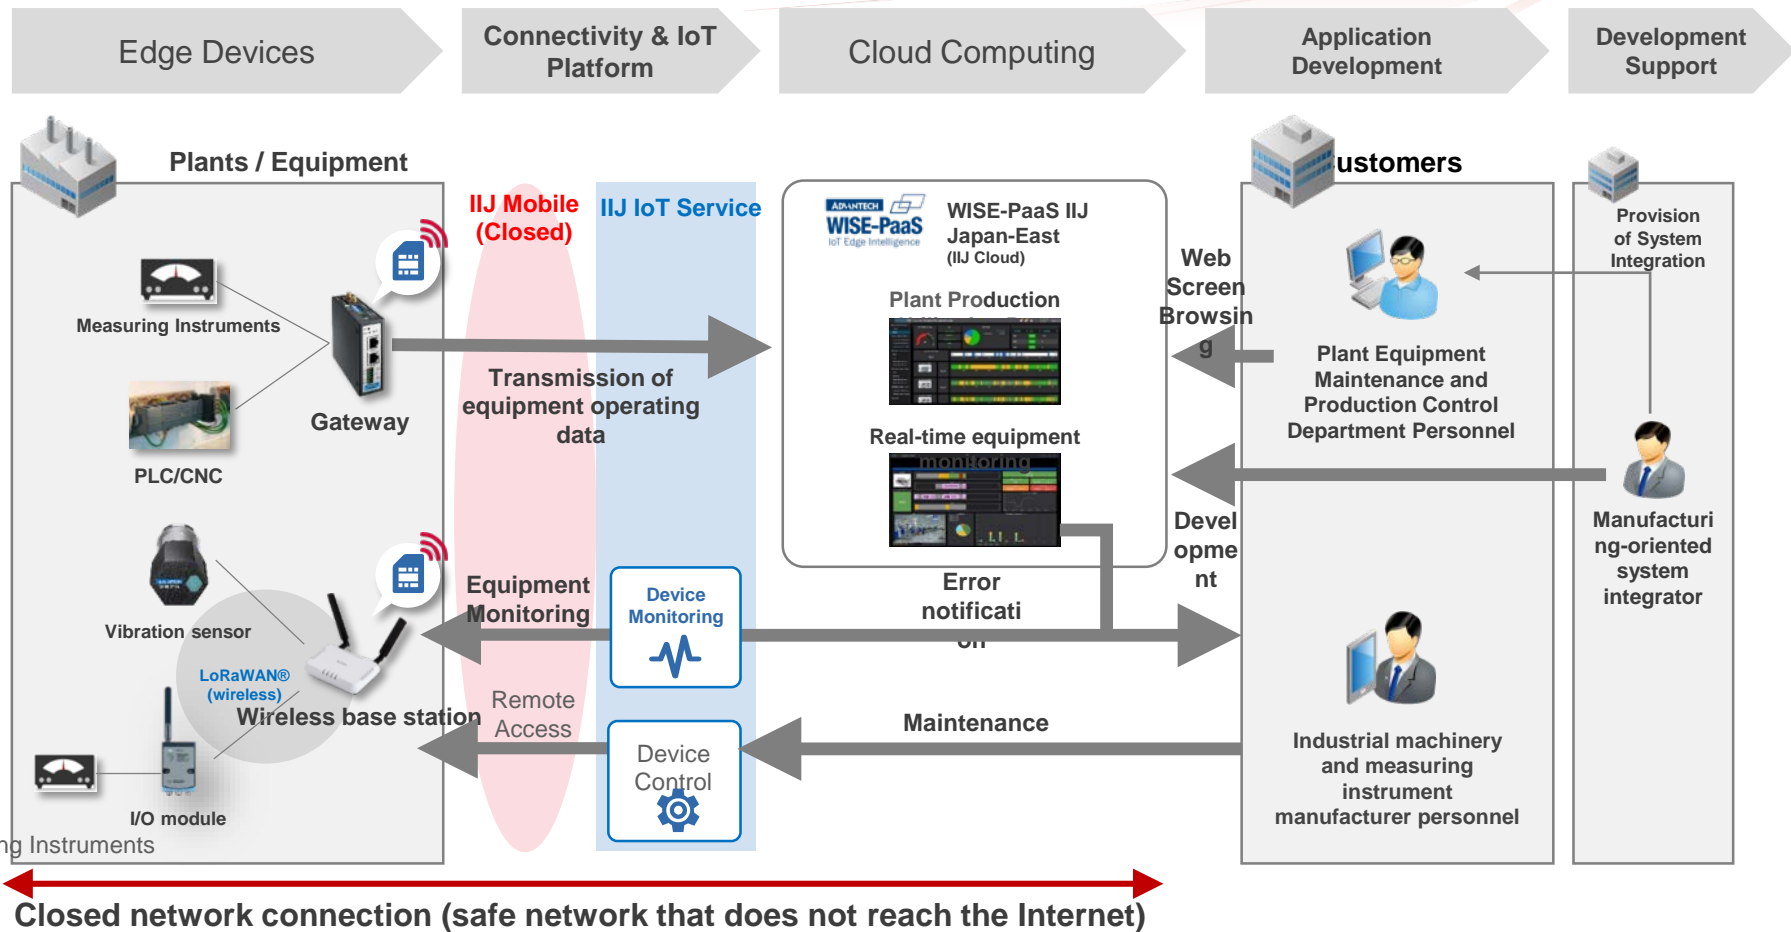 Edge Devices
Connectivity & IoT
Platform
Cloud Computing
Application
Development
Development
Support
Plants / Equipment
Measuring Instruments
PLC/CNC
Gateway
Vibration sensor
LoRaWAN®
(wireless)
Wireless base station
I/O module
ng Instruments
IIJ Mobile
(Closed)
IIJ IoT Service
Transmission of
equipment operating
data
Equipment
Monitoring
Device
Monitoring
Remote
Access
Device
Control
ADVANTECH
WISE-PaaS
IoT Edge Intelligence
WISE-PaaS IIJ
Japan-East
(IIJ Cloud)
Plant Production
Real-time equipment
monitoring
Error
notificati
on
Maintenance
Web
Screen
Browsin
g
Devel
opme
nt
ustomers
Plant Equipment
Maintenance and
Production Control
Department Personnel
Industrial machinery
and measuring
instrument
manufacturer personnel
Provision
of System
Integration
Manufacturi
ng-oriented
system
integrator
Closed network connection (safe network that does not reach the Internet)